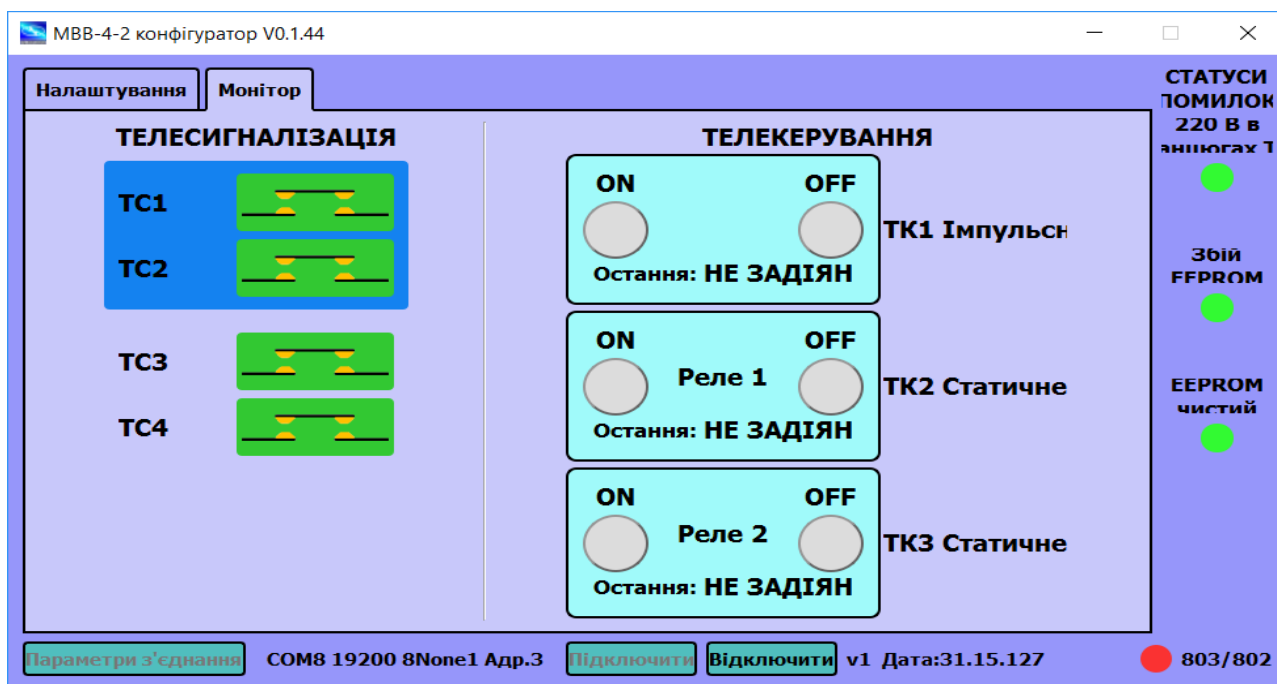 МВВ-4-2 конфігуратор V0.1.44
Налаштування
Монітор
ТЕЛЕСИГНАЛІЗАЦІЯ
ТС1
ТС2
ТС3
ТС4
ТЕЛЕКЕРУВАННЯ
ON OFF
Остання: НЕ ЗАДІЯН
ТК1 Імпульсн
ON OFF
Реле 1
Остання: НЕ ЗАДІЯН
ТК2 Статичне
ON OFF
Реле 2
Остання: НЕ ЗАДІЯН
ТК3 Статичне
СТАТУСИ
ПОМИЛОК
220 В в
анцюгах Т
Збій
EEPROM
EEPROM
чистий
Параметри з'єднання COM8 19200 8None1 Адр.3 Підключити Відключити v1 Дата:31.15.127 803/802